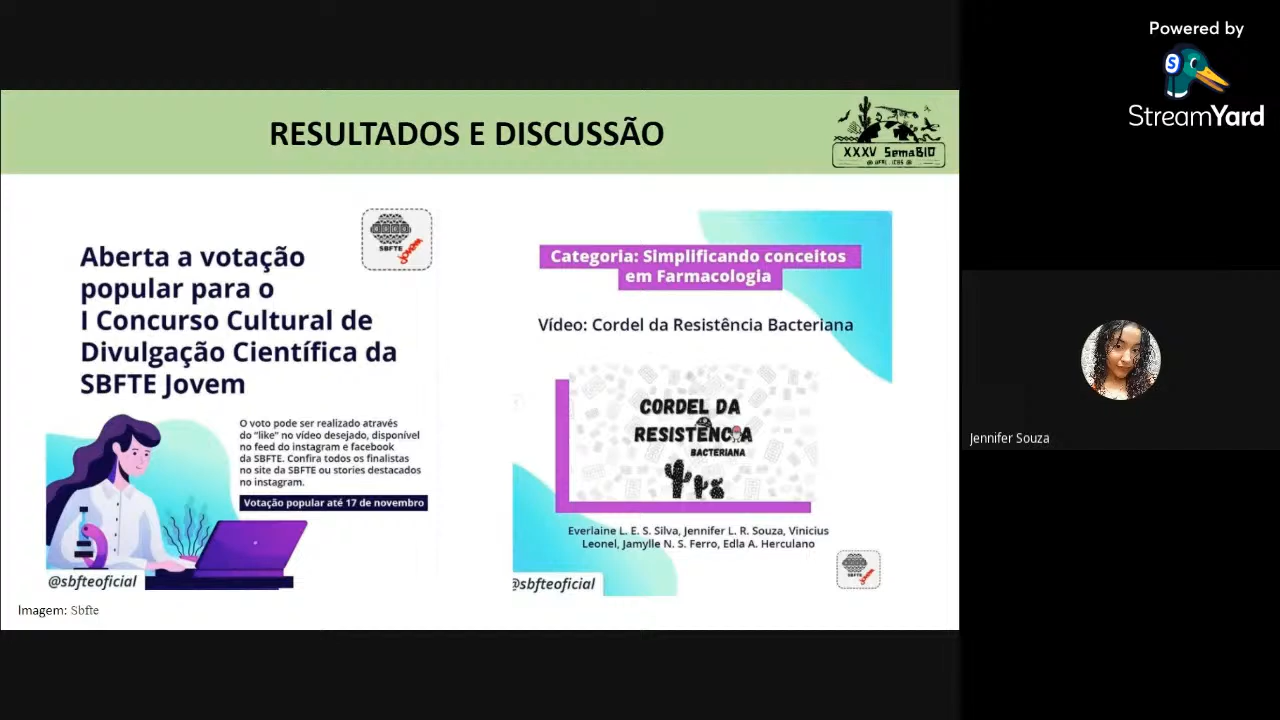 Powered by
StreamYard
RESULTADOS E DISCUSSÃO
XXXV SemaBIO
Aberta a votação
popular para o
I Concurso Cultural de
Divulgação Científica da
SBFTE Jovem
SBFTE
Jovem
O voto pode ser realizado através
do "like" no vídeo desejado, disponível
no feed do instagram e facebook
da SBFTE. Confira todos os finalistas
no site da SBFTE ou stories destacados
no instagram.
Votação popular até 17 de novembro
@sbfteoficial
Imagem: Sbfte
Categoria: Simplificando conceitos
em Farmacologia
Vídeo: Cordel da Resistência Bacteriana
CORDEL DA
RESISTÊNCIA
BACTERIANA
Everlaine L. E. S. Silva, Jennifer L. R. Souza, Vinicius
Leonel, Jamylle N. S. Ferro, Edla A. Herculano
@sbfteoficial
SBFTE
Jennifer Souza